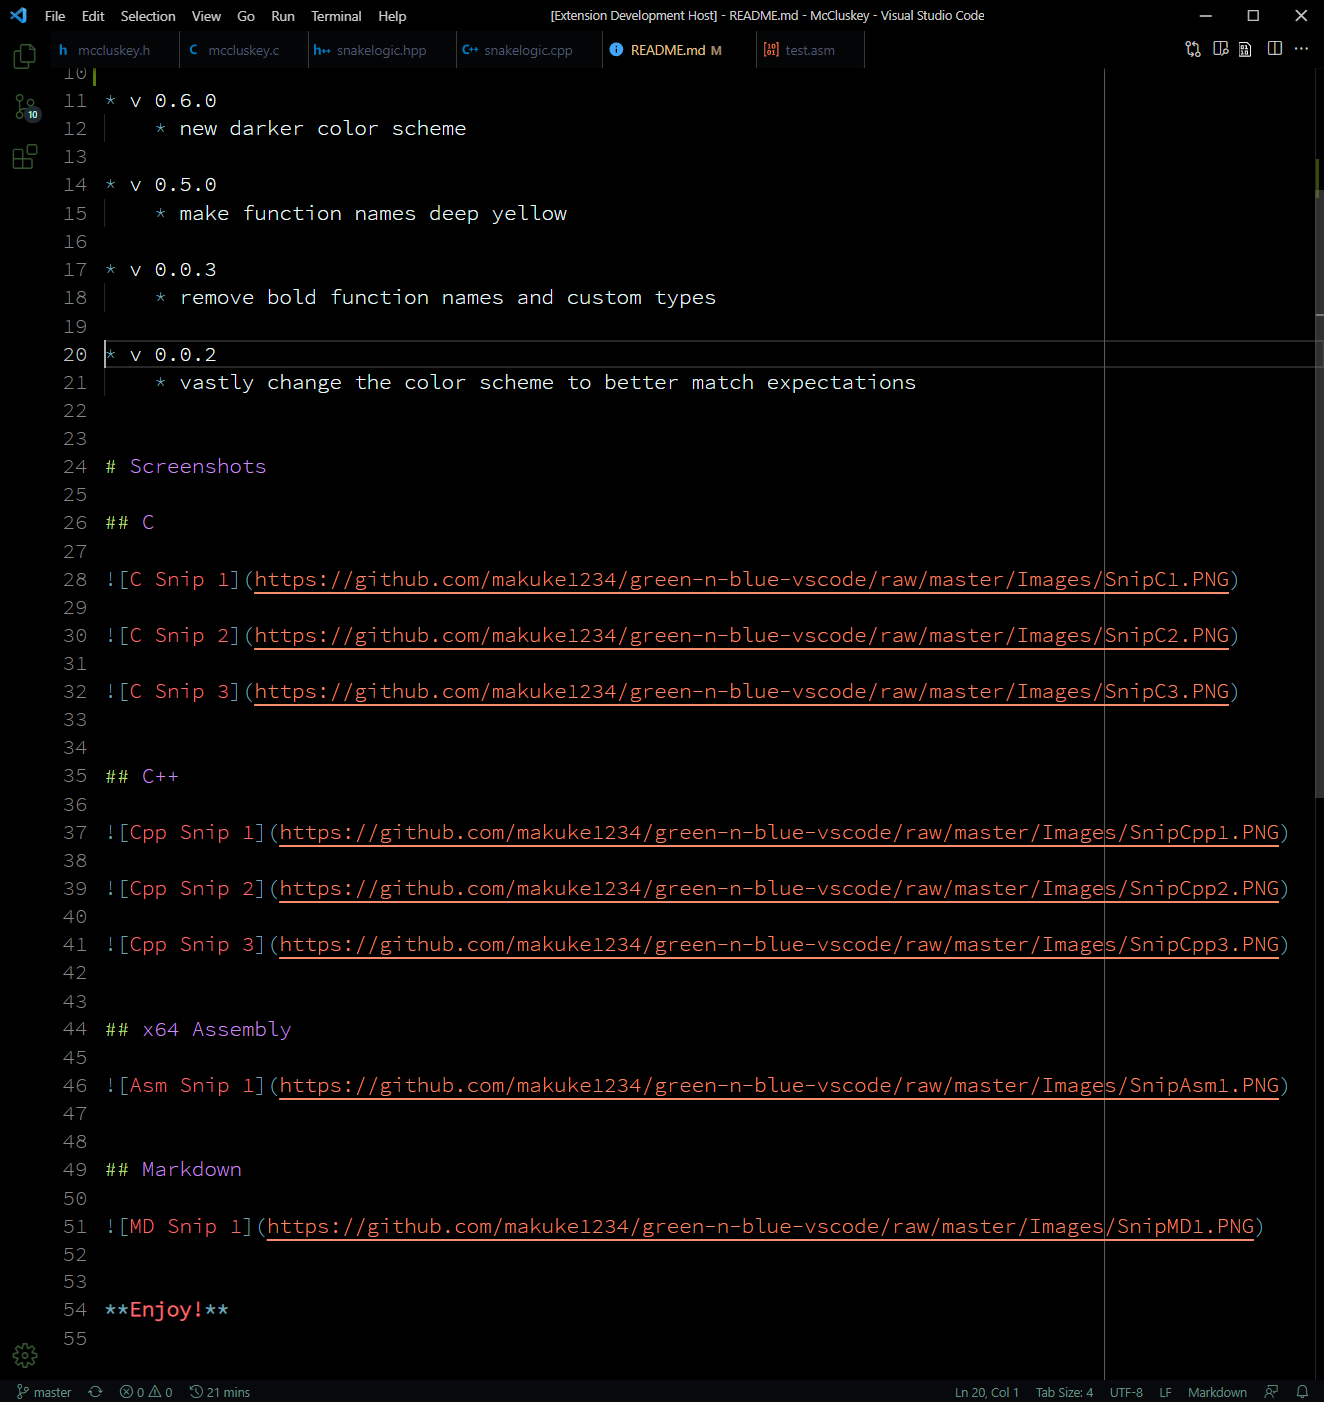 File Edit Selection View Go Run Terminal Help [Extension Development Host] - README.md - McCluskey - Visual Studio Code
h mccluskey.h C mccluskey.c h++ snakelogic.hpp C++ snakelogic.cpp README.md M test.asm
10
11 * v 0.6.0
10
12 * new darker color scheme
13
14 * v 0.5.0
15 * make function names deep yellow
16
17 * v 0.0.3
18 * remove bold function names and custom types
19
20 * v 0.0.2
21 * vastly change the color scheme to better match expectations
22
23
24 # Screenshots
25
26 ## C
27
28 ![C Snip 1](https://github.com/makuke1234/green-n-blue-vscode/raw/master/Images/SnipC1.PNG)
29
30 ![C Snip 2](https://github.com/makuke1234/green-n-blue-vscode/raw/master/Images/SnipC2.PNG)
31
32 ![C Snip 3](https://github.com/makuke1234/green-n-blue-vscode/raw/master/Images/SnipC3.PNG)
33
34
35 ## C++
36
37 ![Cpp Snip 1](https://github.com/makuke1234/green-n-blue-vscode/raw/master/Images/SnipCpp1.PNG)
38
39 ![Cpp Snip 2](https://github.com/makuke1234/green-n-blue-vscode/raw/master/Images/SnipCpp2.PNG)
40
41 ![Cpp Snip 3](https://github.com/makuke1234/green-n-blue-vscode/raw/master/Images/SnipCpp3.PNG)
42
43
44 ## x64 Assembly
45
46 ![Asm Snip 1](https://github.com/makuke1234/green-n-blue-vscode/raw/master/Images/SnipAsm1.PNG)
47
48
49 ## Markdown
50
51 ![MD Snip 1](https://github.com/makuke1234/green-n-blue-vscode/raw/master/Images/SnipMD1.PNG)
52
53
54 **Enjoy!**
55
master 0 0 21 mins Ln 20, Col 1 Tab Size: 4 UTF-8 LF Markdown